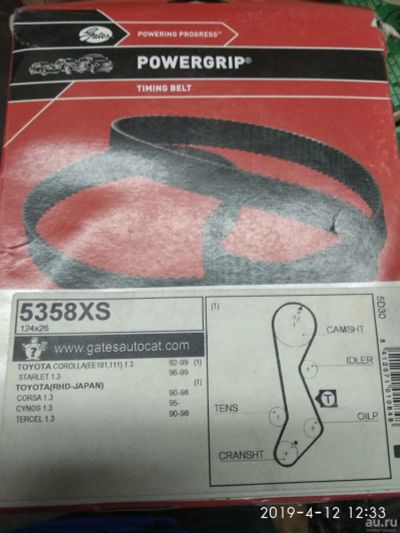 Gates
POWERING PROGRESS™
POWERGRIP®
TIMING BELT
5358XS
124x26
www.gatesautocat.com
TOYOTA COROLLA(EE101,111) 1.3 92-99 (1)
STARLET 1.3 96-99
TOYOTA(RHD-JAPAN) (1)
CORSA 1.3 90-98
CYNOS 1.3 95-
TERCEL 1.3 90-98
(1)
CAMSHT
IDLER
T
TENS
OILP
CRANSHT
5D30
5 412571 010848
2019-4-12 12:33
au.ru